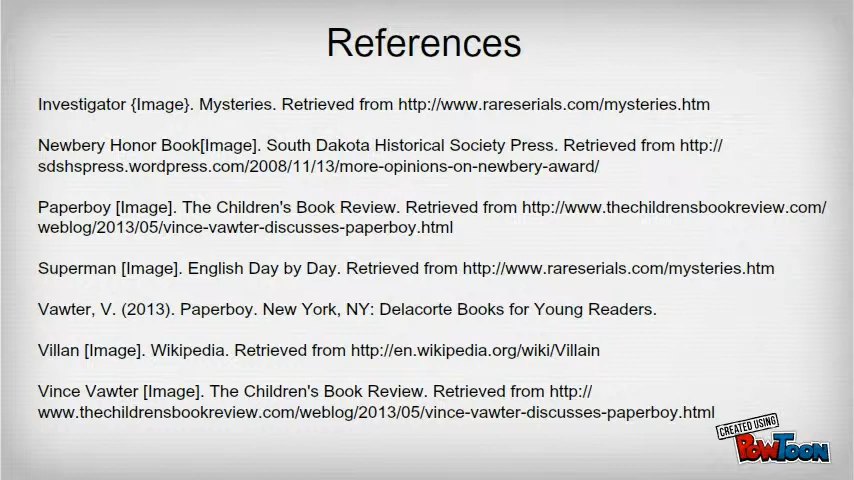 References
Investigator {Image}. Mysteries. Retrieved from http://www.rareserials.com/mysteries.htm
Newbery Honor Book[Image]. South Dakota Historical Society Press. Retrieved from http://
sdshspress.wordpress.com/2008/11/13/more-opinions-on-newbery-award/
Paperboy [Image]. The Children's Book Review. Retrieved from http://www.thechildrensbookreview.com/
weblog/2013/05/vince-vawter-discusses-paperboy.html
Superman [Image]. English Day by Day. Retrieved from http://www.rareserials.com/mysteries.htm
Vawter, V. (2013). Paperboy. New York, NY: Delacorte Books for Young Readers.
Villan [Image]. Wikipedia. Retrieved from http://en.wikipedia.org/wiki/Villain
Vince Vawter [Image]. The Children's Book Review. Retrieved from http://
www.thechildrensbookreview.com/weblog/2013/05/vince-vawter-discusses-paperboy.html
CREATED USING
POWTOON